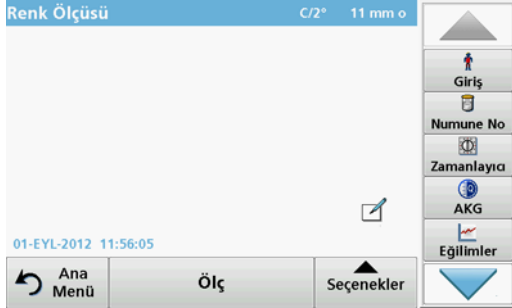 Renk Ölçüsü C/2° 11 mm o
Giriş
Numune No
Zamanlayıcı
AKG
Eğilimler
01-EYL-2012 11:56:05
Ana
Menü
Ölç
Seçenekler